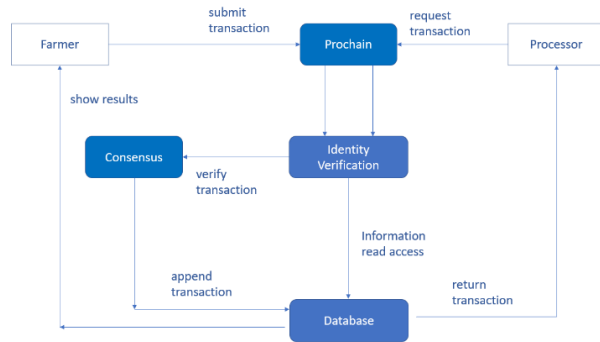 submit
transaction
request
transaction
Farmer
Prochain
Processor
show results
Consensus
Identity
Verification
verify
transaction
Information
read access
append
transaction
return
transaction
Database